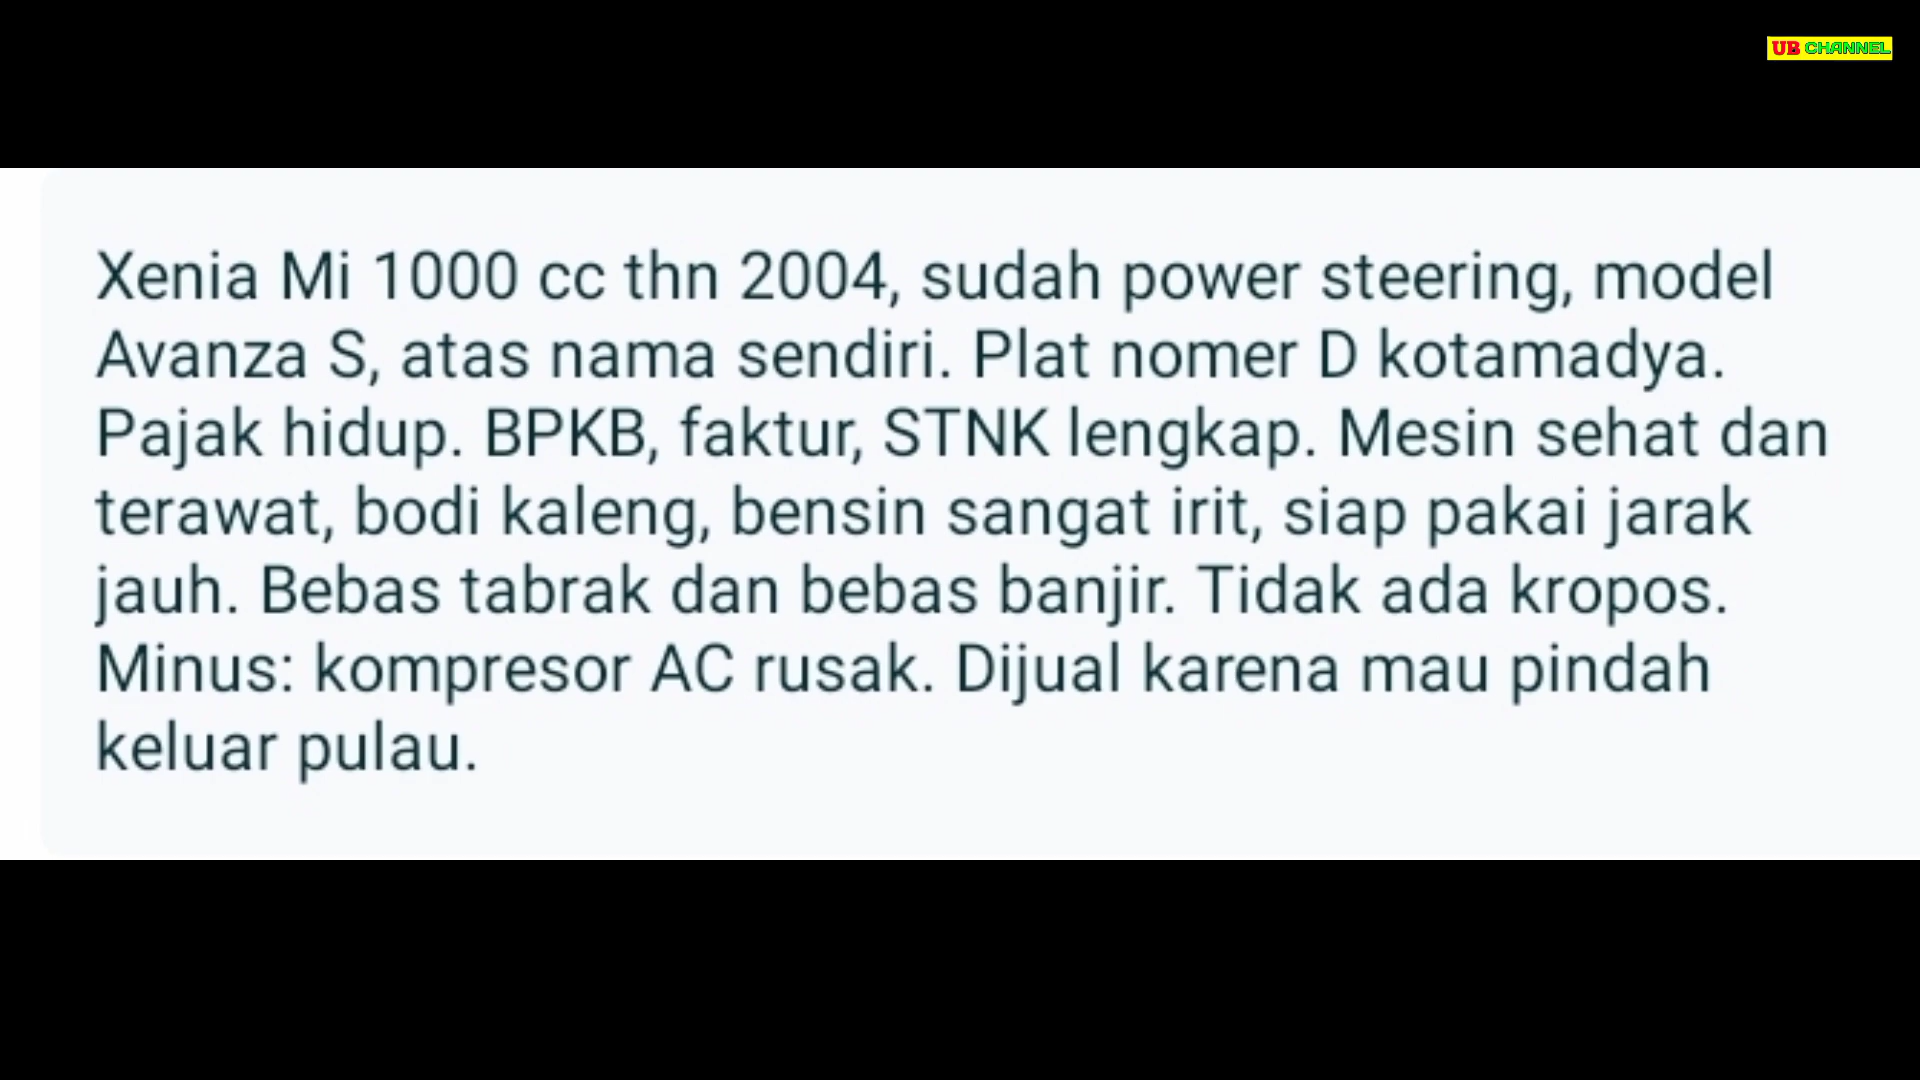 UB CHANNEL
Xenia Mi 1000 cc thn 2004, sudah power steering, model
Avanza S, atas nama sendiri. Plat nomer D kotamadya.
Pajak hidup. BPKB, faktur, STNK lengkap. Mesin sehat dan
terawat, bodi kaleng, bensin sangat irit, siap pakai jarak
jauh. Bebas tabrak dan bebas banjir. Tidak ada kropos.
Minus: kompresor AC rusak. Dijual karena mau pindah
keluar pulau.